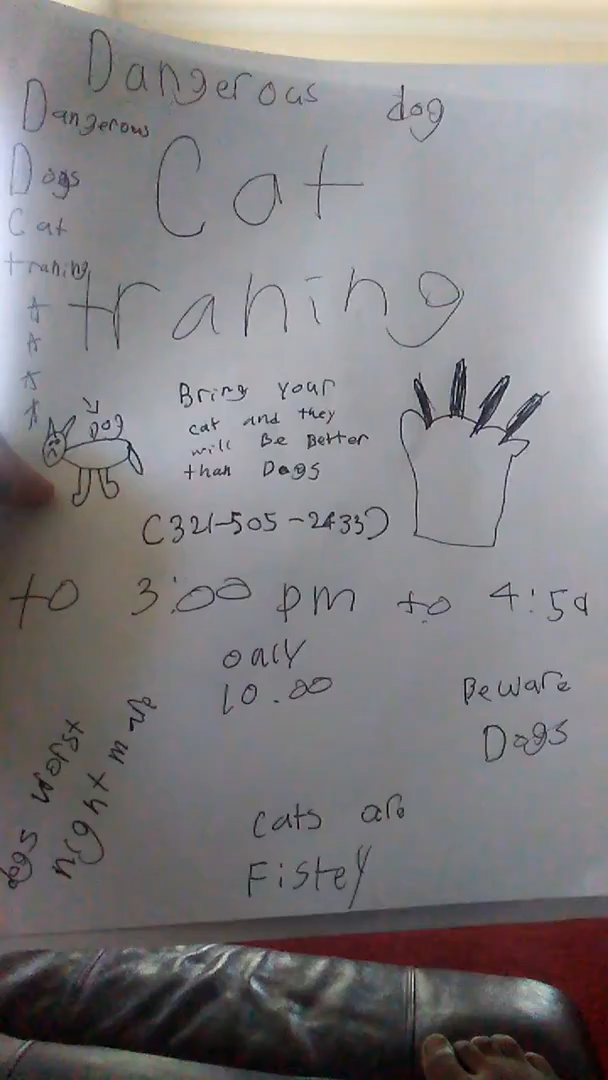 Dangerous dog
Cat
traning
Dangerous
Dogs
Cat
traning
DOG
Bring your
cat and they
will Be Better
than Dogs
(321-505-2433)
to 3:00 pm to 4:50
only
10.00
Beware
Dogs
dogs worst
night mare
cats are
Fistey